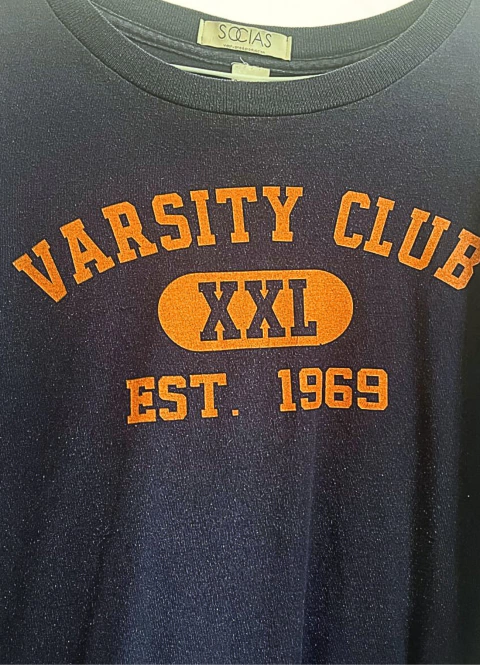 SOCIAS
VARSITY CLUB
XXL
EST. 1969